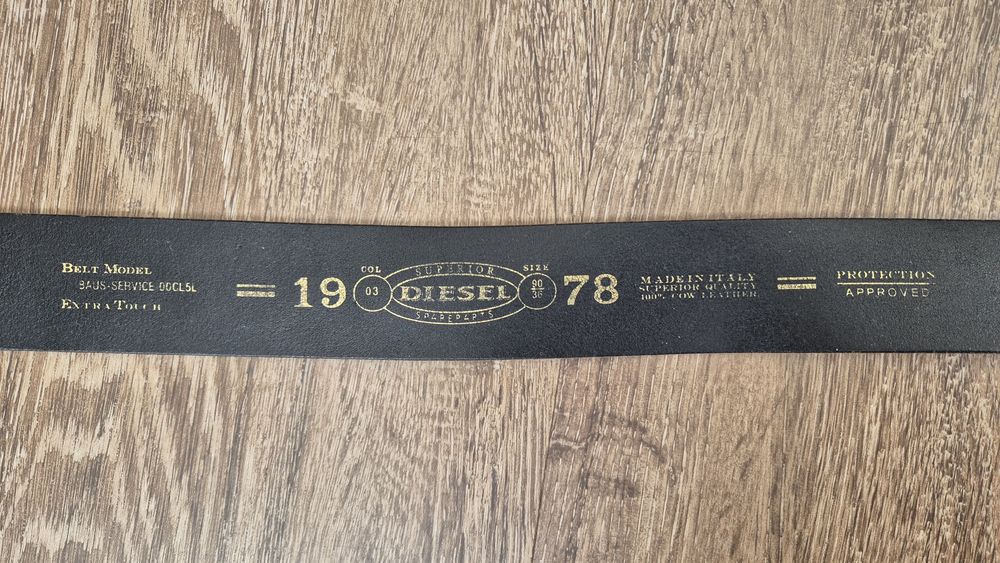 BELT MODEL
BAUS-SERVICE 00CL5L
EXTRA TOUCH
19
COL
03
SUPERIOR
DIESEL
SPAREPARTS
SIZE
90
36
78
MADE IN ITALY
SUPERIOR QUALITY
100% COW LEATHER
PROTECTION
APPROVED